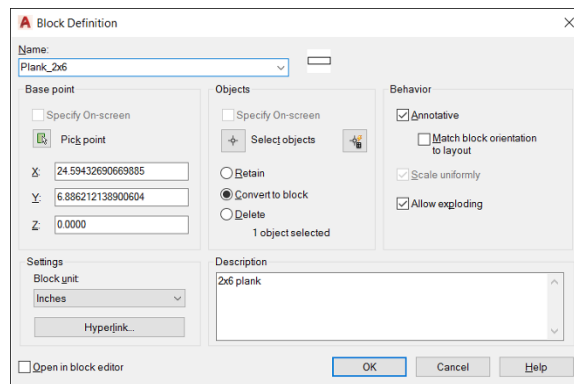 A Block Definition
Name:
Plank_2x6
Base point
Specify On-screen
Pick point
X: 24.59432690669885
Y: 6.886212138900604
Z: 0.0000
Objects
Specify On-screen
Select objects
Retain
Convert to block
Delete
1 object selected
Behavior
Annotative
Match block orientation
to layout
Scale uniformly
Allow exploding
Settings
Block unit:
Inches
Hyperlink...
Description
2x6 plank
Open in block editor
OK
Cancel
Help